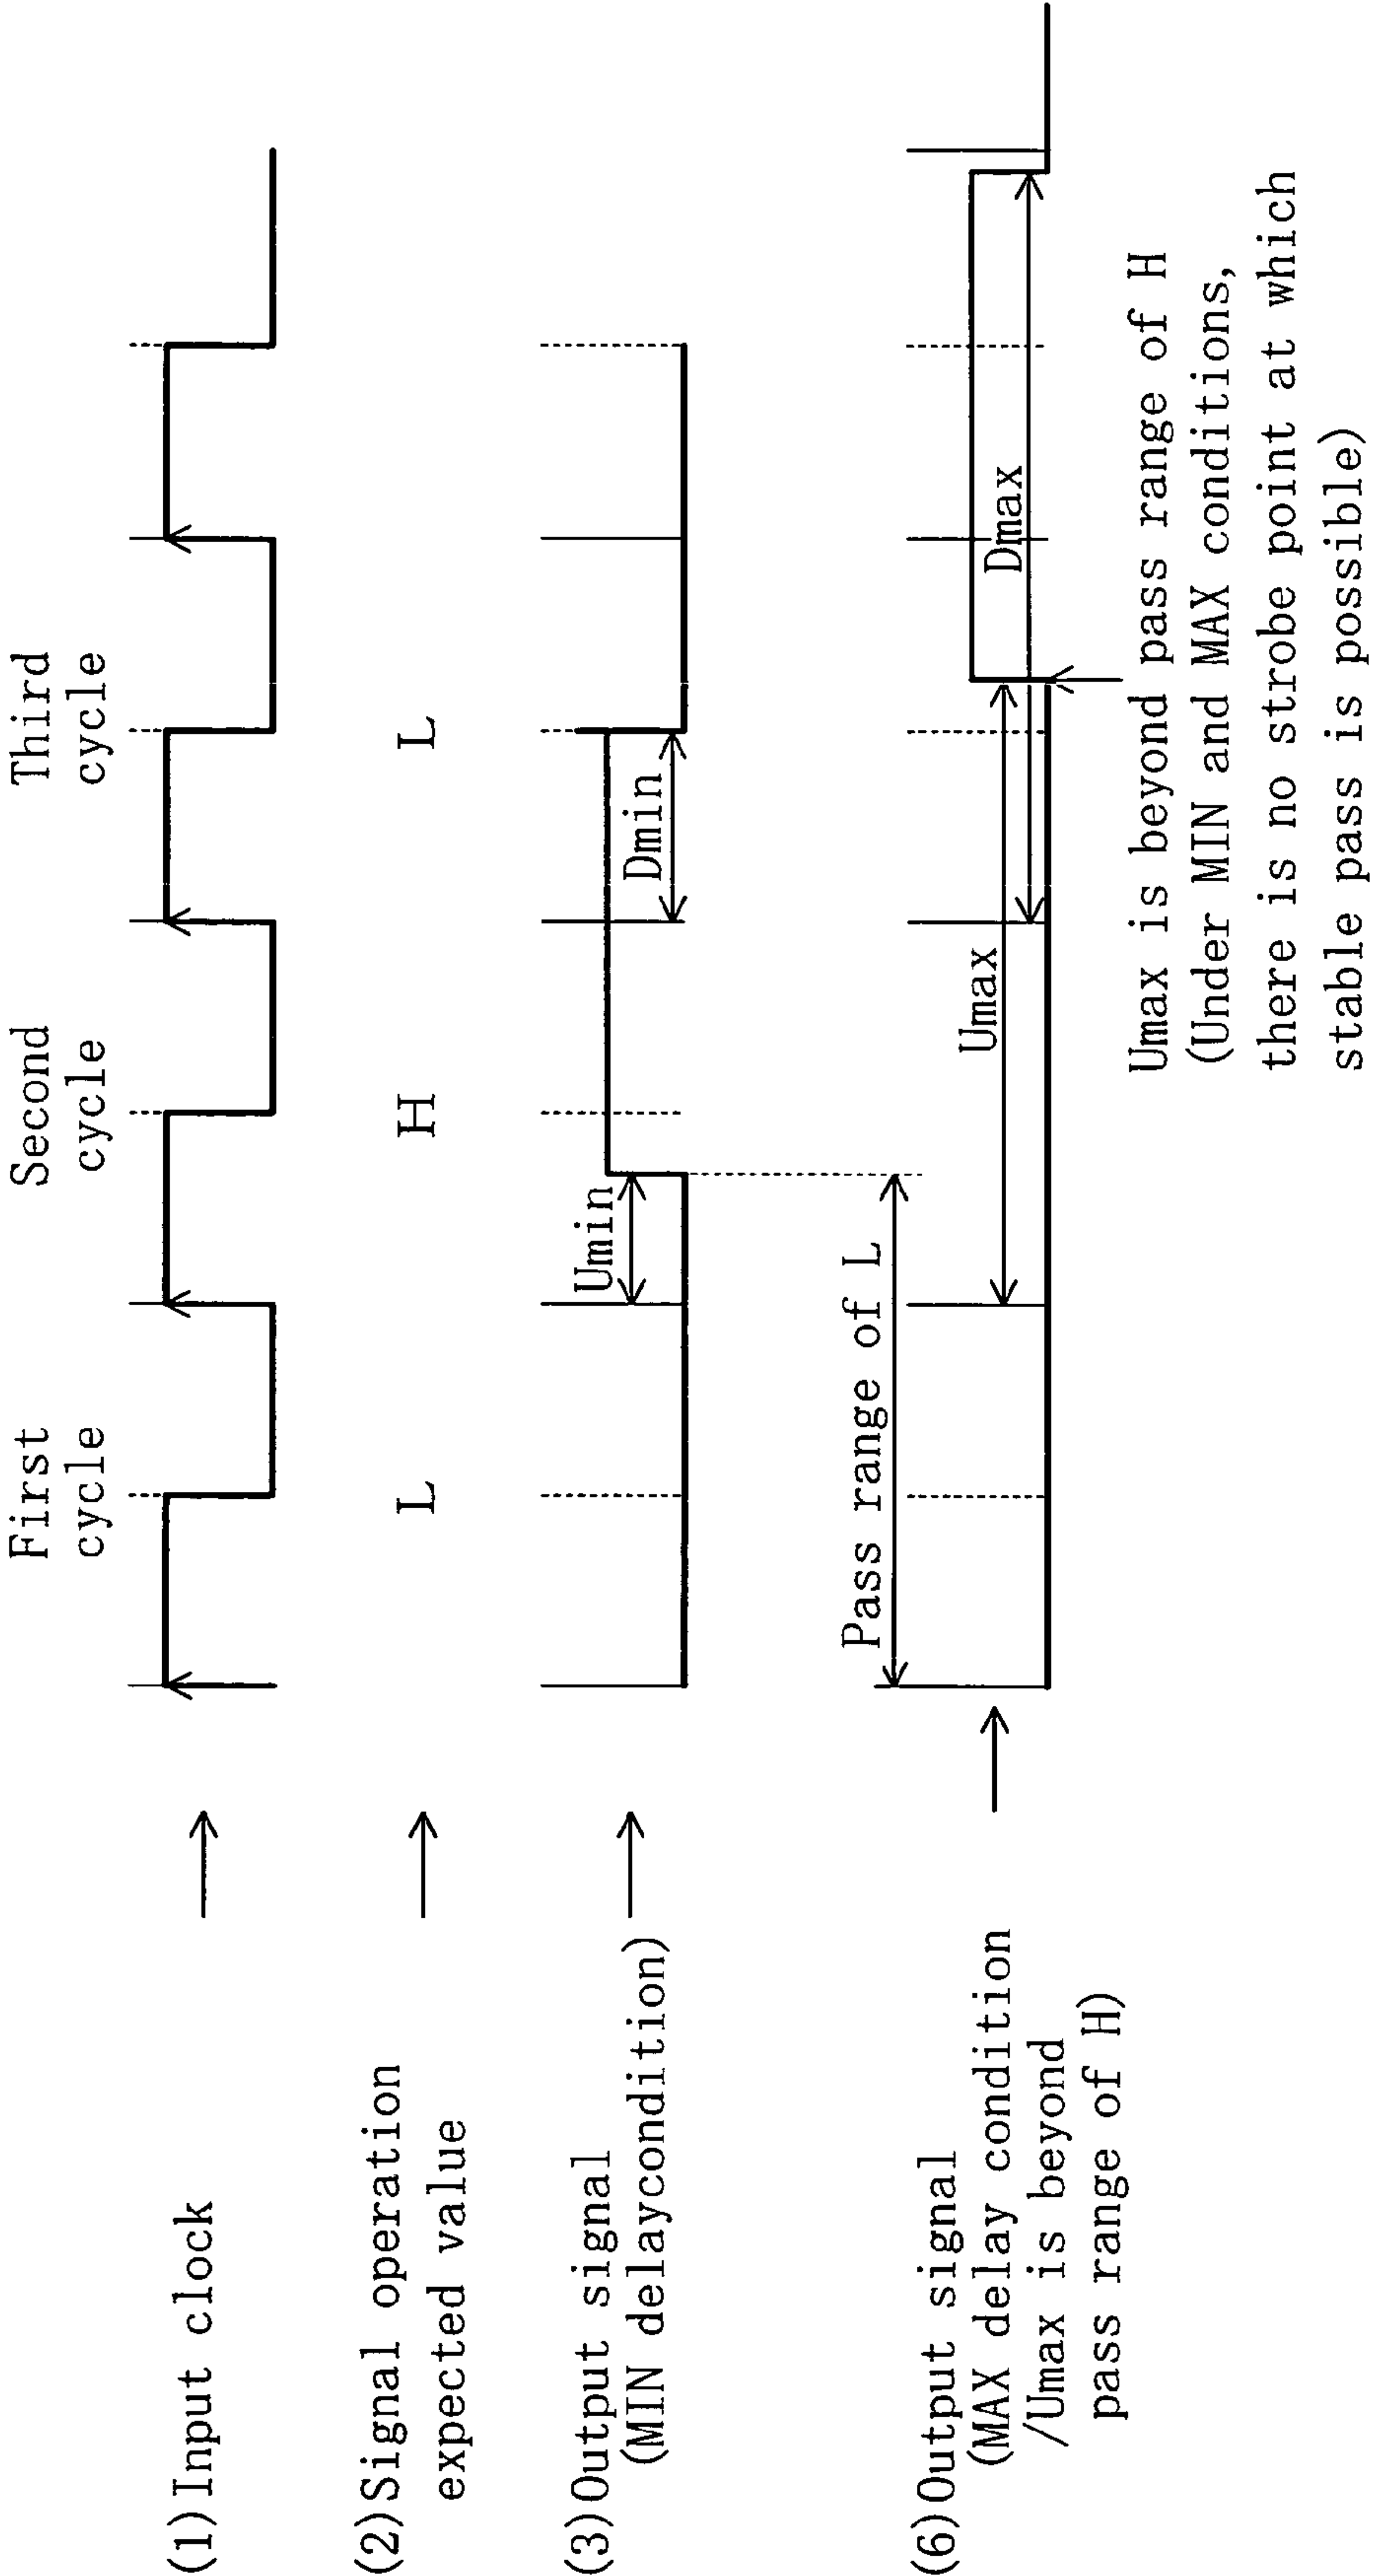 First
cycle
Second
cycle
Third
cycle
(1)Input clock
(2)Signal operation
expected value
L
H
L
(3)Output signal
(MIN delaycondition)
Umin
Dmin
Pass range of L
(6)Output signal
(MAX delay condition
/Umax is beyond
pass range of H)
Umax
Dmax
Umax is beyond pass range of H
(Under MIN and MAX conditions,
there is no strobe point at which
stable pass is possible)